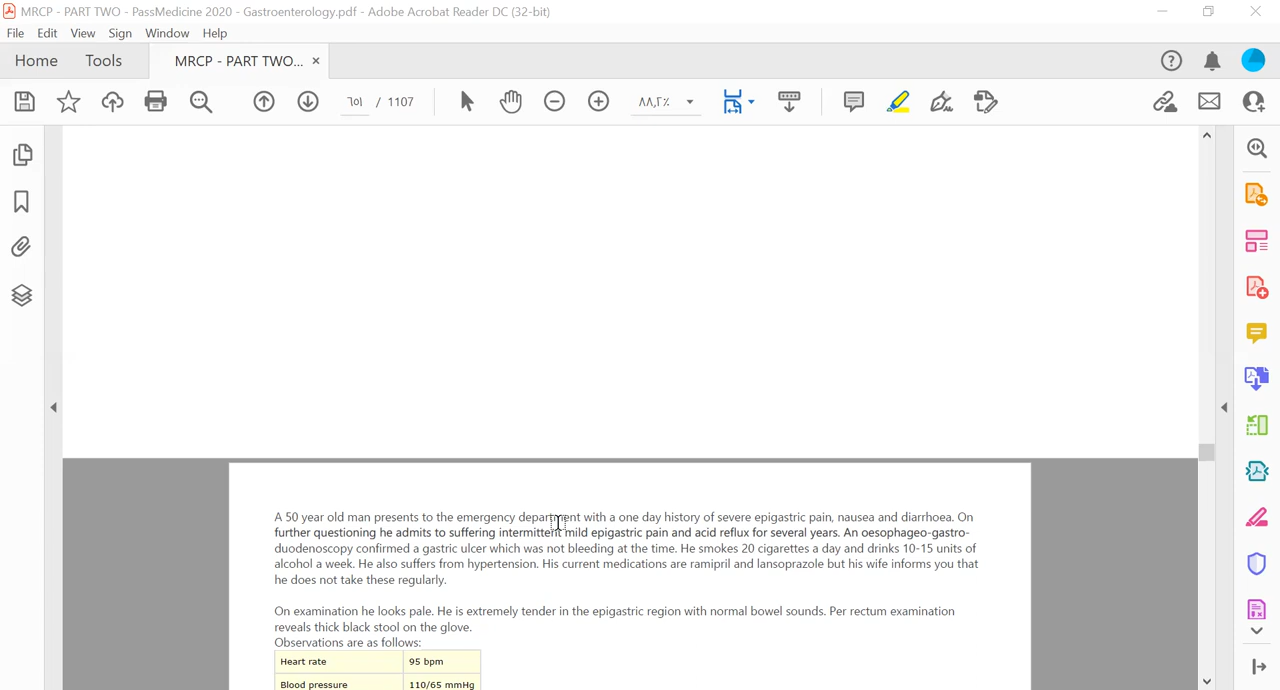 MRCP - PART TWO - PassMedicine 2020 - Gastroenterology.pdf - Adobe Acrobat Reader DC (32-bit)
File Edit View Sign Window Help
Home Tools MRCP - PART TWO... ×
٦٥١ / 1107 ٨٨,٢٪
A 50 year old man presents to the emergency department with a one day history of severe epigastric pain, nausea and diarrhoea. On
further questioning he admits to suffering intermittent mild epigastric pain and acid reflux for several years. An oesophageo-gastro-
duodenoscopy confirmed a gastric ulcer which was not bleeding at the time. He smokes 20 cigarettes a day and drinks 10-15 units of
alcohol a week. He also suffers from hypertension. His current medications are ramipril and lansoprazole but his wife informs you that
he does not take these regularly.
On examination he looks pale. He is extremely tender in the epigastric region with normal bowel sounds. Per rectum examination
reveals thick black stool on the glove.
Observations are as follows:
Heart rate 95 bpm
Blood pressure 110/65 mmHg